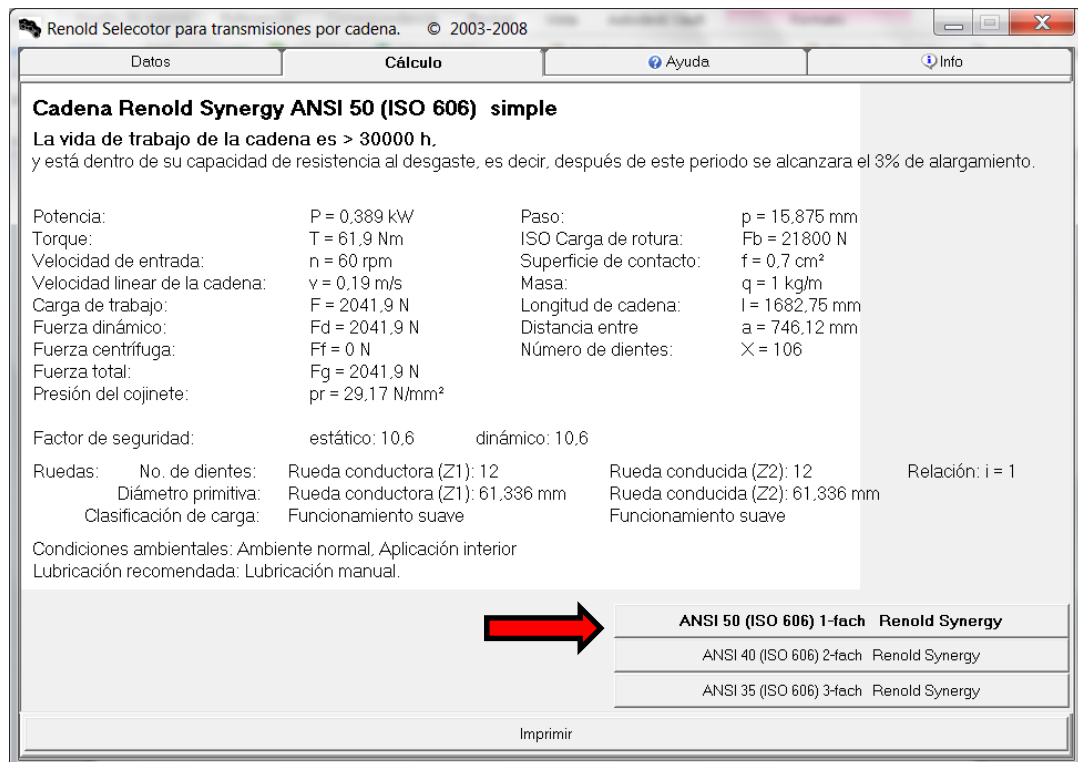 Renold Selecotor para transmisiones por cadena. © 2003-2008
Datos Cálculo Ayuda Info
Cadena Renold Synergy ANSI 50 (ISO 606) simple
La vida de trabajo de la cadena es > 30000 h,
y está dentro de su capacidad de resistencia al desgaste, es decir, después de este periodo se alcanzara el 3% de alargamiento.
Potencia: P = 0,389 kW Paso: p = 15,875 mm
Torque: T = 61,9 Nm ISO Carga de rotura: Fb = 21800 N
Velocidad de entrada: n = 60 rpm Superficie de contacto: f = 0,7 cm²
Velocidad linear de la cadena: v = 0,19 m/s Masa: q = 1 kg/m
Carga de trabajo: F = 2041,9 N Longitud de cadena: l = 1682,75 mm
Fuerza dinámico: Fd = 2041,9 N Distancia entre a = 746,12 mm
Fuerza centrífuga: Ff = 0 N Número de dientes: X = 106
Fuerza total: Fg = 2041,9 N
Presión del cojinete: pr = 29,17 N/mm²
Factor de seguridad: estático: 10,6 dinámico: 10,6
Ruedas: No. de dientes: Rueda conductora (Z1): 12 Rueda conducida (Z2): 12 Relación: i = 1
Diámetro primitiva: Rueda conductora (Z1): 61,336 mm Rueda conducida (Z2): 61,336 mm
Clasificación de carga: Funcionamiento suave Funcionamiento suave
Condiciones ambientales: Ambiente normal, Aplicación interior
Lubricación recomendada: Lubricación manual.
ANSI 50 (ISO 606) 1-fach Renold Synergy
ANSI 40 (ISO 606) 2-fach Renold Synergy
ANSI 35 (ISO 606) 3-fach Renold Synergy
Imprimir